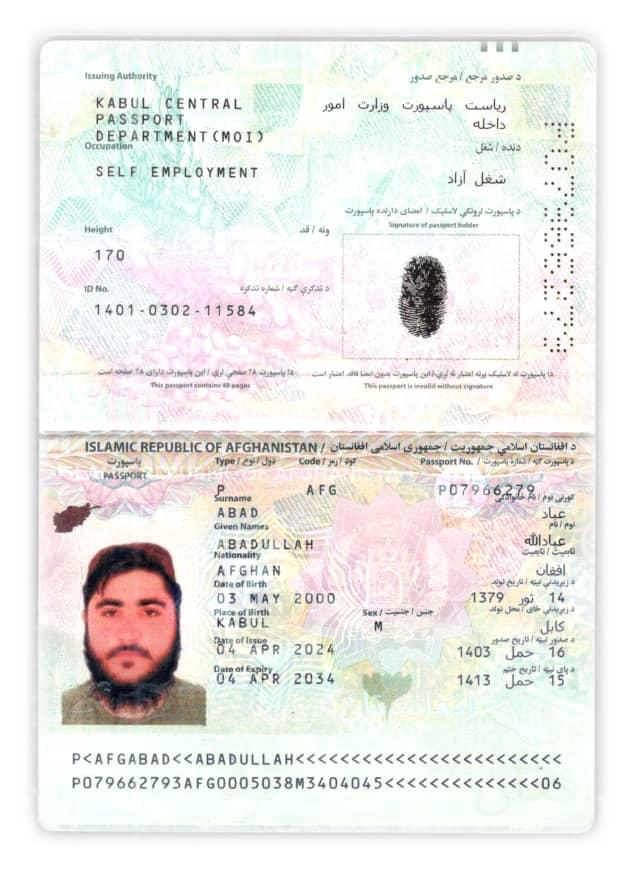 Issuing Authority
د صدور مرجع / مرجع صدور
KABUL CENTRAL
PASSPORT
DEPARTMENT(MOI)
ریاست پاسپورت وزارت امور
داخله
Occupation
دنده / شغل
SELF EMPLOYMENT
شغل آزاد
د پاسپورت لرونکي لاسلیک / امضای دارنده پاسپورت
Signature of passport holder
Height
ونه / قد
170
ID No.
د تذکرې ګڼه / شماره تذکره
1401-0302-11584
دا پاسپورت ۴۸ صفحې لري / این پاسپورت دارای ۴۸ صفحه است
This passport contains 48 pages
دا پاسپورت له لاسلیک پرته اعتبار نه لري / این پاسپورت بدون امضا فاقد اعتبار است
This passport is invalid without signature
ISLAMIC REPUBLIC OF AFGHANISTAN / د افغانستان اسلامي جمهوریت / جمهوری اسلامی افغانستان
پاسپورت
PASSPORT
Type / ډول / نوع
Code / کوډ / رمز
Passport No. / د پاسپورت ګڼه / شماره پاسپورت
P
AFG
P07966279
Surname
کورنی نوم / نام خانوادگی
ABAD
عباد
Given Names
نوم / نام
ABADULLAH
عبادالله
Nationality
تابعیت / تابعیت
AFGHAN
افغان
Date of Birth
د زیږیدنې نېټه / تاریخ تولد
03 MAY 2000
14 ثور 1379
Place of Birth
د زیږیدنې ځای / محل تولد
KABUL
کابل
Sex / جنس / جنسیت
M
Date of Issue
د صدور نېټه / تاریخ صدور
04 APR 2024
16 حمل 1403
Date of Expiry
د پای نېټه / تاریخ ختم
04 APR 2034
15 حمل 1413
P<AFGABAD<<ABADULLAH<<<<<<<<<<<<<<<<<<<<<<<<
P079662793AFG0005038M3404045<<<<<<<<<<<<<<06